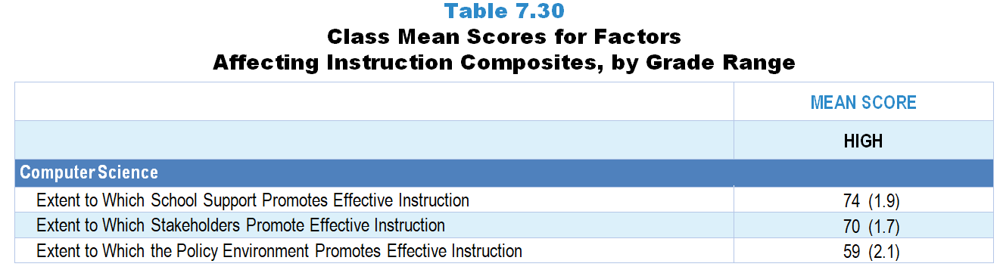 Table 7.30
Class Mean Scores for Factors
Affecting Instruction Composites, by Grade Range
MEAN SCORE
HIGH
Computer Science
Extent to Which School Support Promotes Effective Instruction 74 (1.9)
Extent to Which Stakeholders Promote Effective Instruction 70 (1.7)
Extent to Which the Policy Environment Promotes Effective Instruction 59 (2.1)